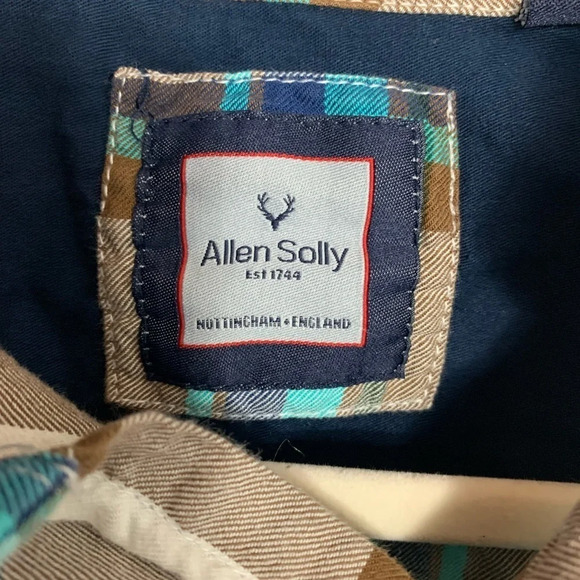 Allen Solly
Est 1744
NOTTINGHAM • ENGLAND